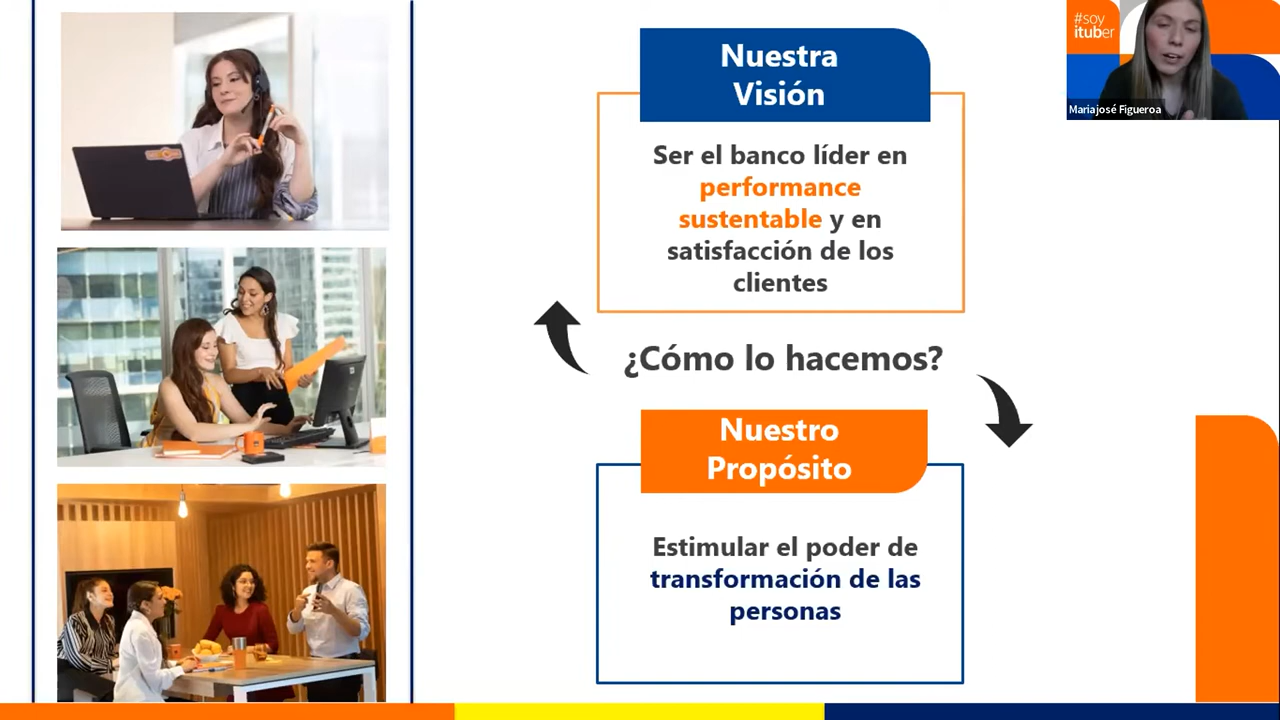 Nuestra
Visión
Ser el banco líder en
performance
sustentable y en
satisfacción de los
clientes
¿Cómo lo hacemos?
Nuestro
Propósito
Estimular el poder de
transformación de las
personas
#soy
ituber
Mariajosé Figueroa